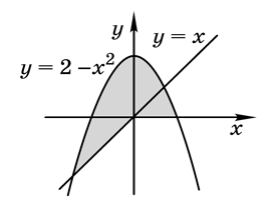 y
y = x
y = 2 – x²
x